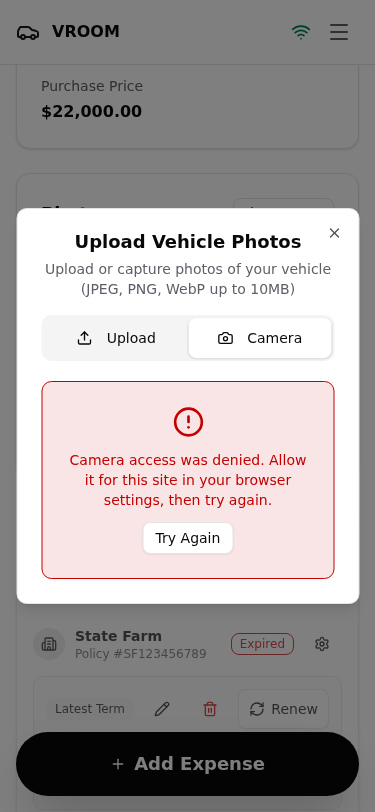 VROOM
Purchase Price
$22,000.00
Upload Vehicle Photos
Upload or capture photos of your vehicle
(JPEG, PNG, WebP up to 10MB)
Upload
Camera
Camera access was denied. Allow
it for this site in your browser
settings, then try again.
Try Again
State Farm
Policy #SF123456789
Expired
Latest Term
Renew
+ Add Expense